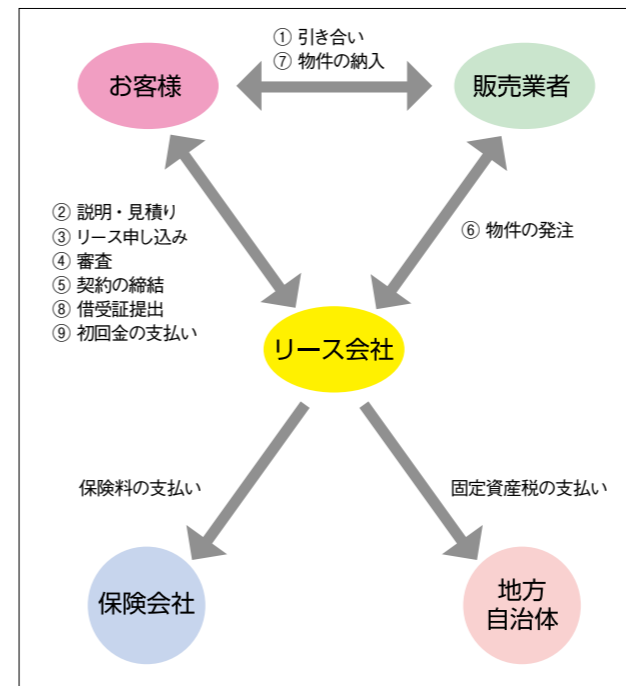 ① 引き合い
⑦ 物件の納入
お客様
販売業者
② 説明・見積り
③ リース申し込み
④ 審査
⑤ 契約の締結
⑧ 借受証提出
⑨ 初回金の支払い
⑥ 物件の発注
リース会社
保険料の支払い
固定資産税の支払い
保険会社
地方
自治体